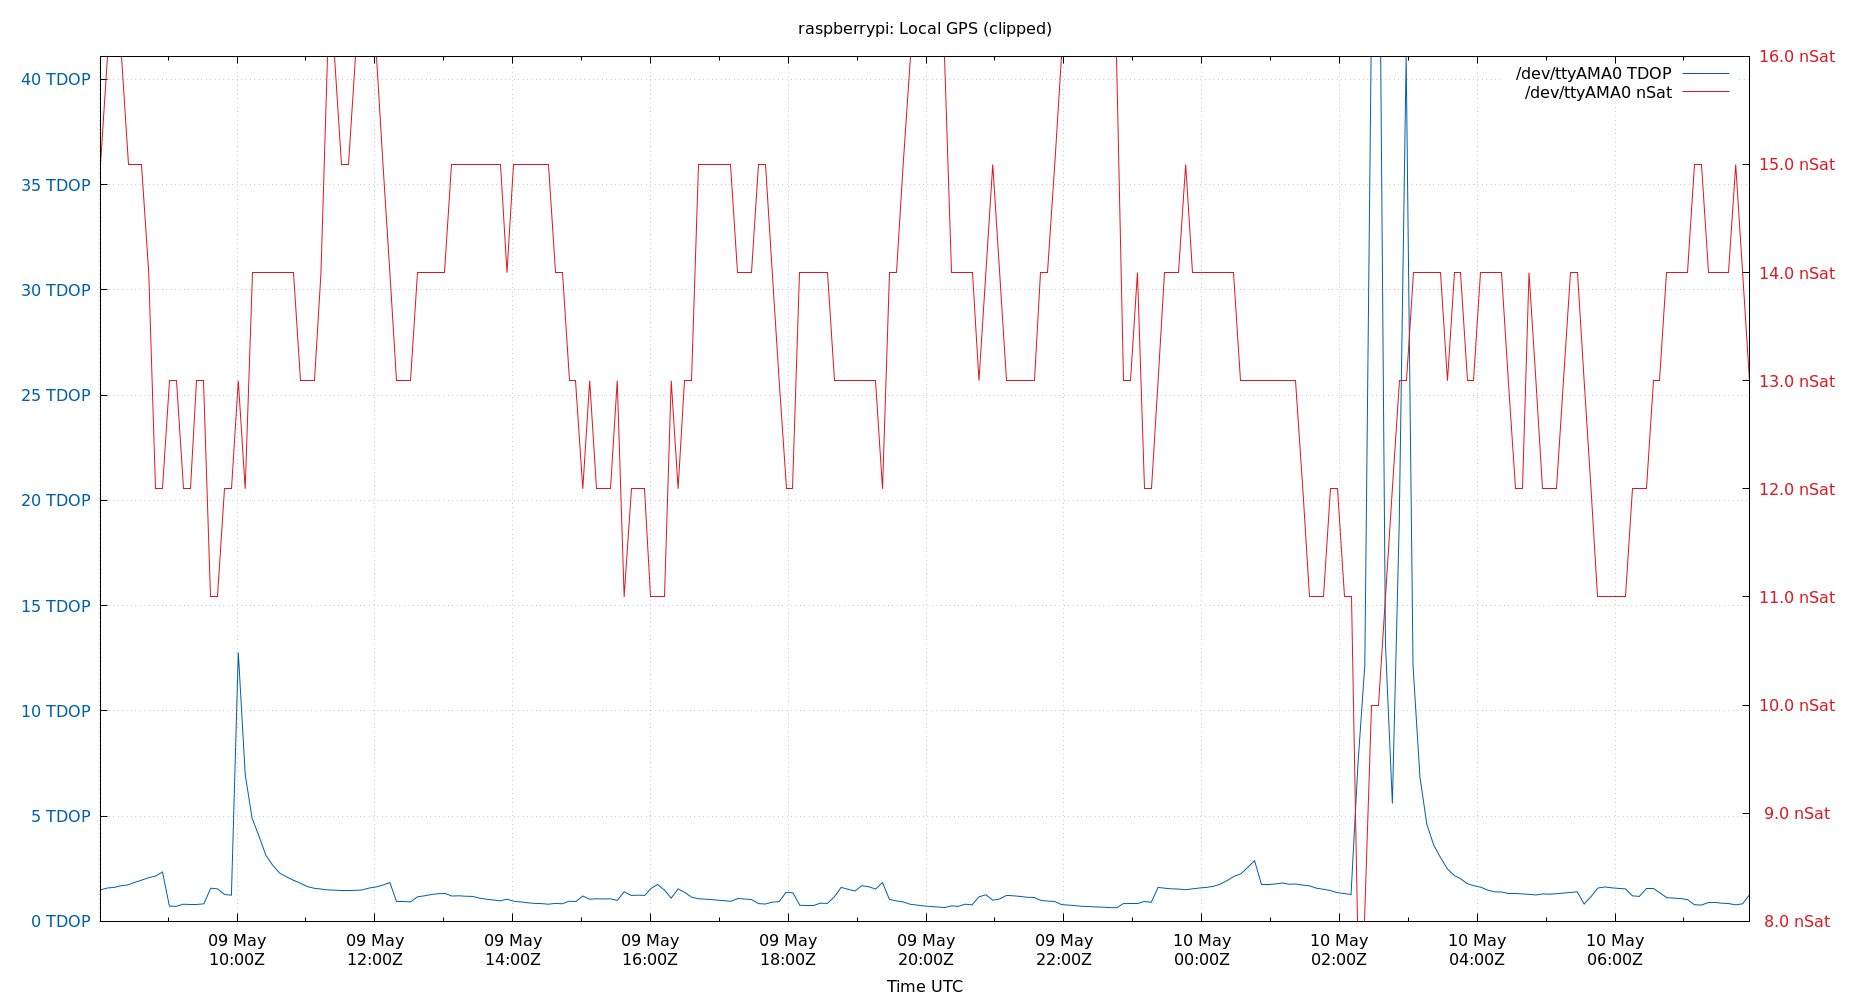 raspberrypi: Local GPS (clipped)
/dev/ttyAMA0 TDOP
/dev/ttyAMA0 nSat
40 TDOP
35 TDOP
30 TDOP
25 TDOP
20 TDOP
15 TDOP
10 TDOP
5 TDOP
0 TDOP
16.0 nSat
15.0 nSat
14.0 nSat
13.0 nSat
12.0 nSat
11.0 nSat
10.0 nSat
9.0 nSat
8.0 nSat
09 May
10:00Z
09 May
12:00Z
09 May
14:00Z
09 May
16:00Z
09 May
18:00Z
09 May
20:00Z
09 May
22:00Z
10 May
00:00Z
10 May
02:00Z
10 May
04:00Z
10 May
06:00Z
Time UTC